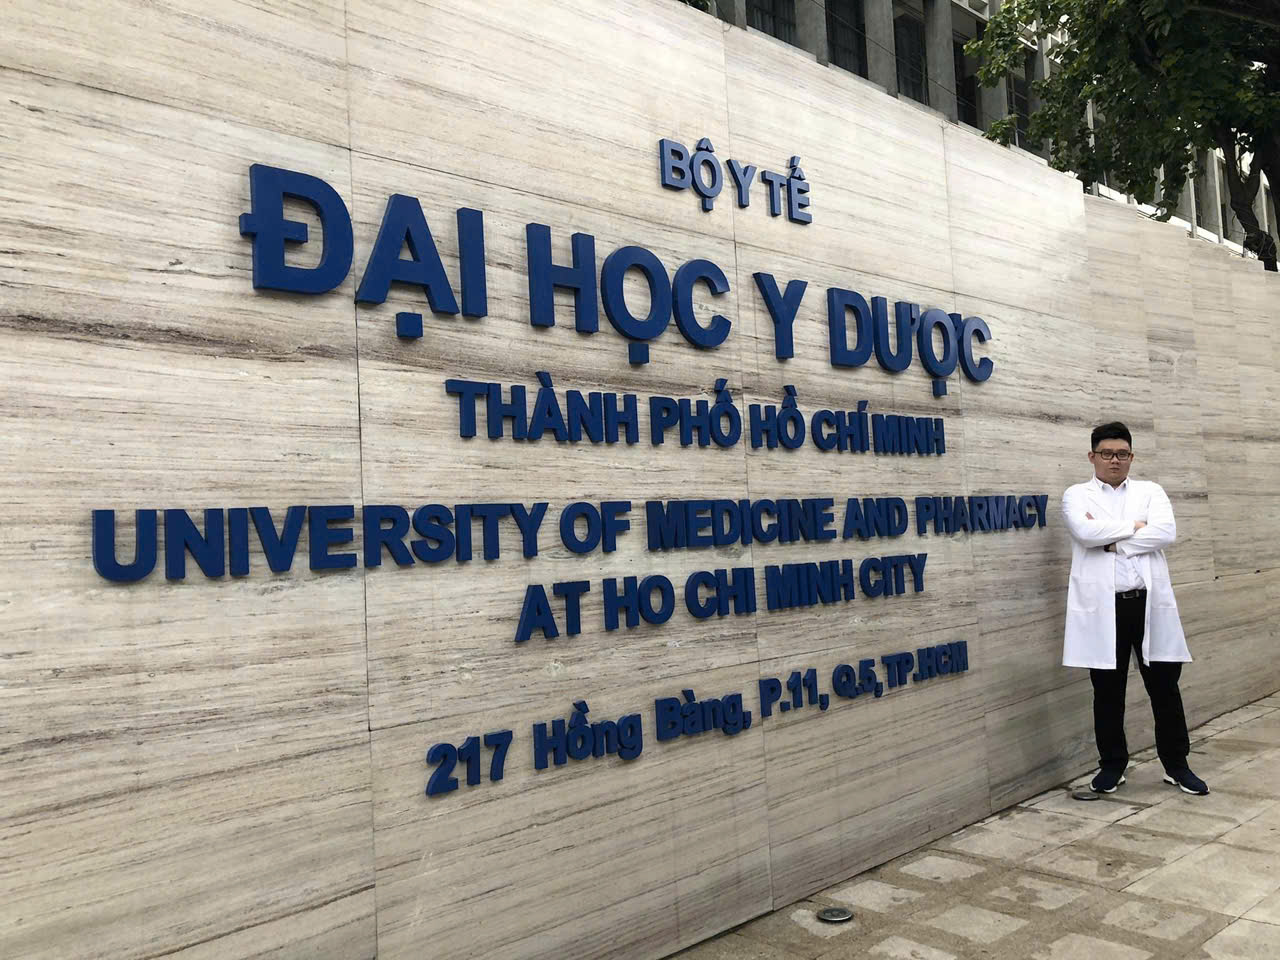 BỘ Y TẾ
ĐẠI HỌC Y DƯỢC
THÀNH PHỐ HỒ CHÍ MINH
UNIVERSITY OF MEDICINE AND PHARMACY
AT HO CHI MINH CITY
217 Hồng Bàng, P.11, Q.5, TP.HCM